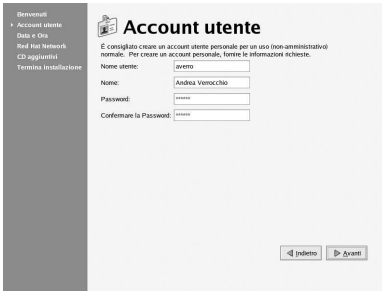 Benvenuti
Account utente
Data e Ora
Red Hat Network
CD aggiuntivi
Termina installazione
Account utente
È consigliato creare un account utente personale per un uso (non-amministrativo)
normale. Per creare un account personale, fornire le informazioni richieste.
Nome utente: averro
Nome: Andrea Verrocchio
Password: ******
Confermare la Password: ******
Indietro
Avanti